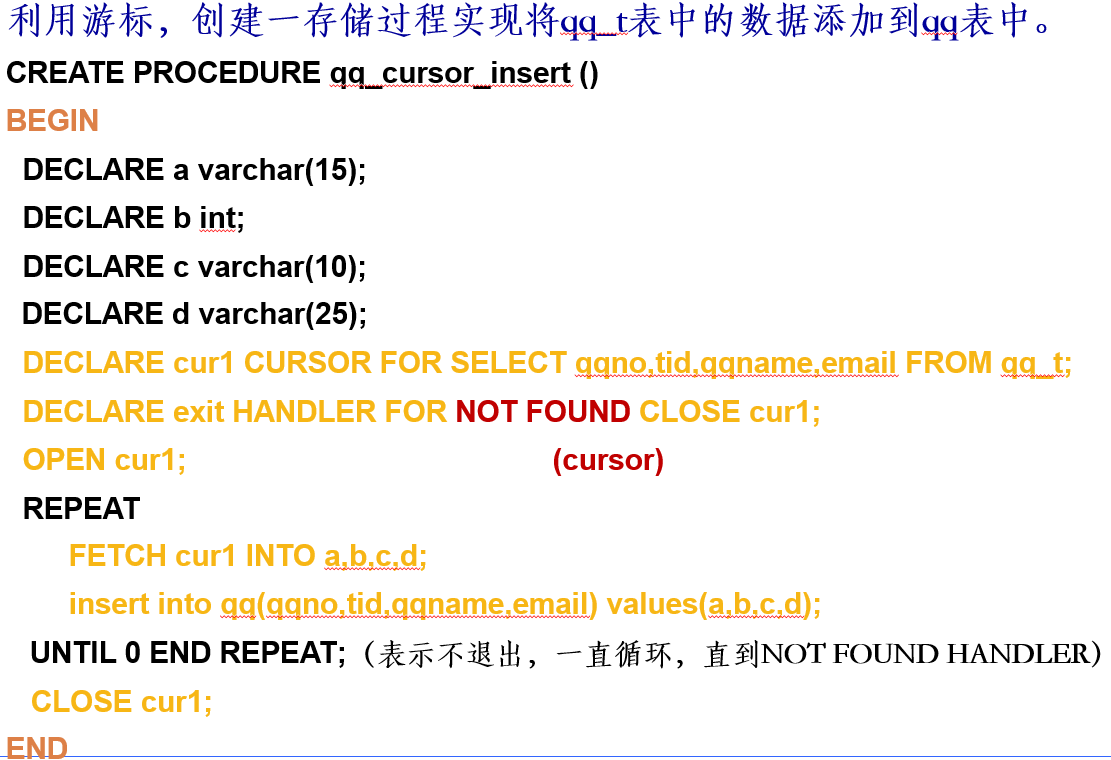 利用游标，创建一存储过程实现将qq_t表中的数据添加到qq表中。
CREATE PROCEDURE qq_cursor_insert ()
BEGIN
DECLARE a varchar(15);
DECLARE b int;
DECLARE c varchar(10);
DECLARE d varchar(25);
DECLARE cur1 CURSOR FOR SELECT qqno,tid,qqname,email FROM qq_t;
DECLARE exit HANDLER FOR NOT FOUND CLOSE cur1;
OPEN cur1; (cursor)
REPEAT
FETCH cur1 INTO a,b,c,d;
insert into qq(qqno,tid,qqname,email) values(a,b,c,d);
UNTIL 0 END REPEAT;（表示不退出，一直循环，直到NOT FOUND HANDLER）
CLOSE cur1;
END